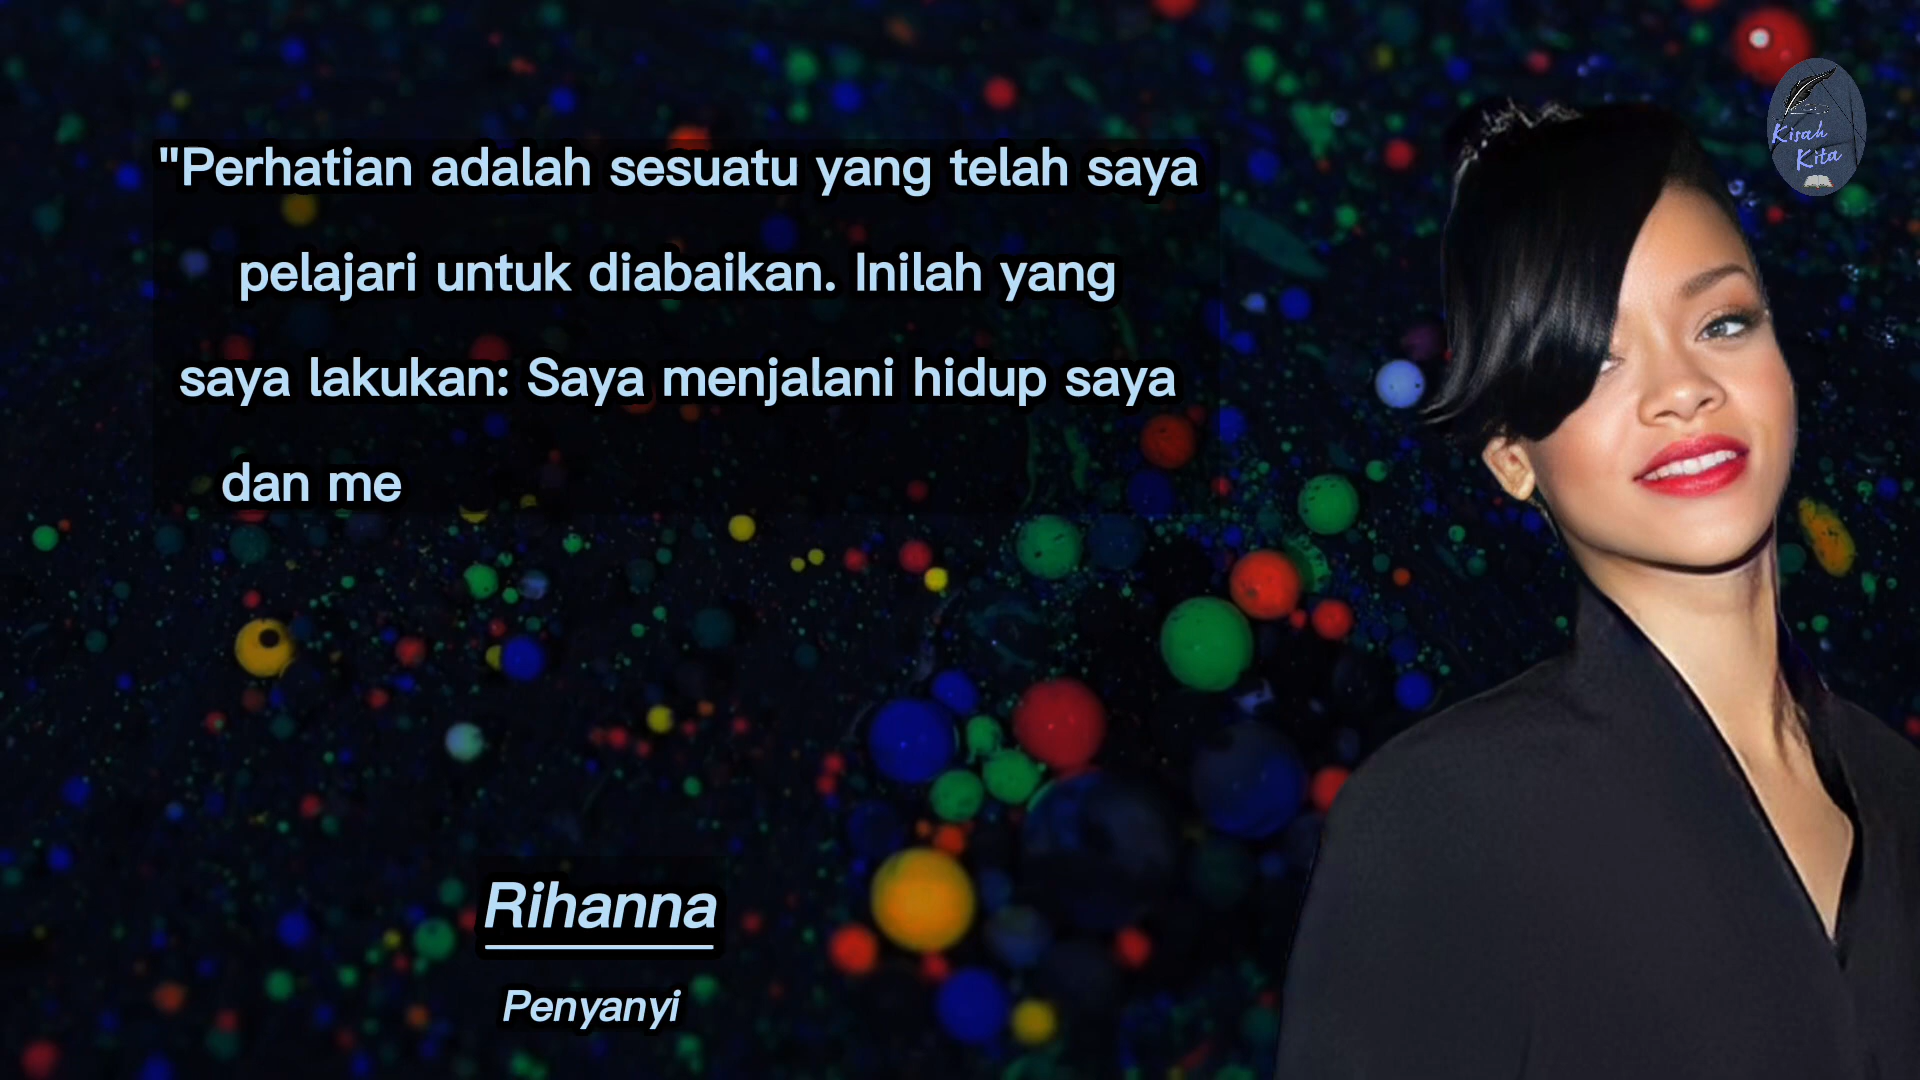 "Perhatian adalah sesuatu yang telah saya
pelajari untuk diabaikan. Inilah yang
saya lakukan: Saya menjalani hidup saya
dan me
Rihanna
Penyanyi
Kisah
Kita